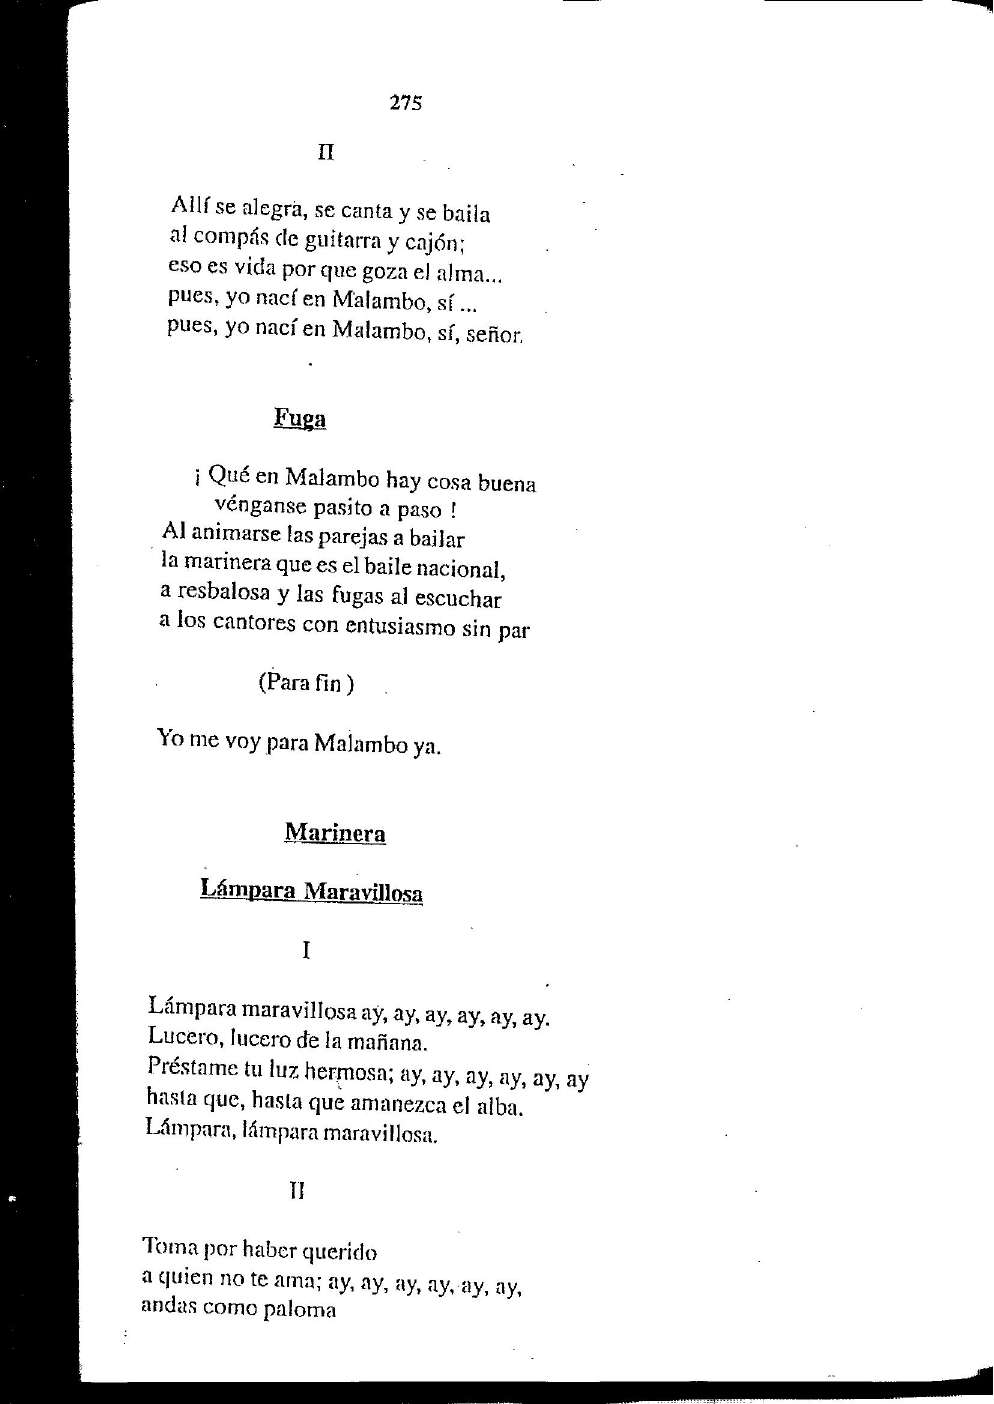 275
II
Allí se alegra, se canta y se baila
al compás de guitarra y cajón;
eso es vida por que goza el alma...
pues, yo nací en Malambo, sí ...
pues, yo nací en Malambo, sí, señor.
Fuga
¡ Qué en Malambo hay cosa buena
vénganse pasito a paso !
Al animarse las parejas a bailar
la marinera que es el baile nacional,
a resbalosa y las fugas al escuchar
a los cantores con entusiasmo sin par
(Para fin )
Yo me voy para Malambo ya.
Marinera
Lámpara Maravillosa
I
Lámpara maravillosa ay, ay, ay, ay, ay, ay.
Lucero, lucero de la mañana.
Préstame tu luz hermosa; ay, ay, ay, ay, ay, ay
hasta que, hasta que amanezca el alba.
Lámpara, lámpara maravillosa.
II
Toma por haber querido
a quien no te ama; ay, ay, ay, ay, ay, ay,
andas como paloma